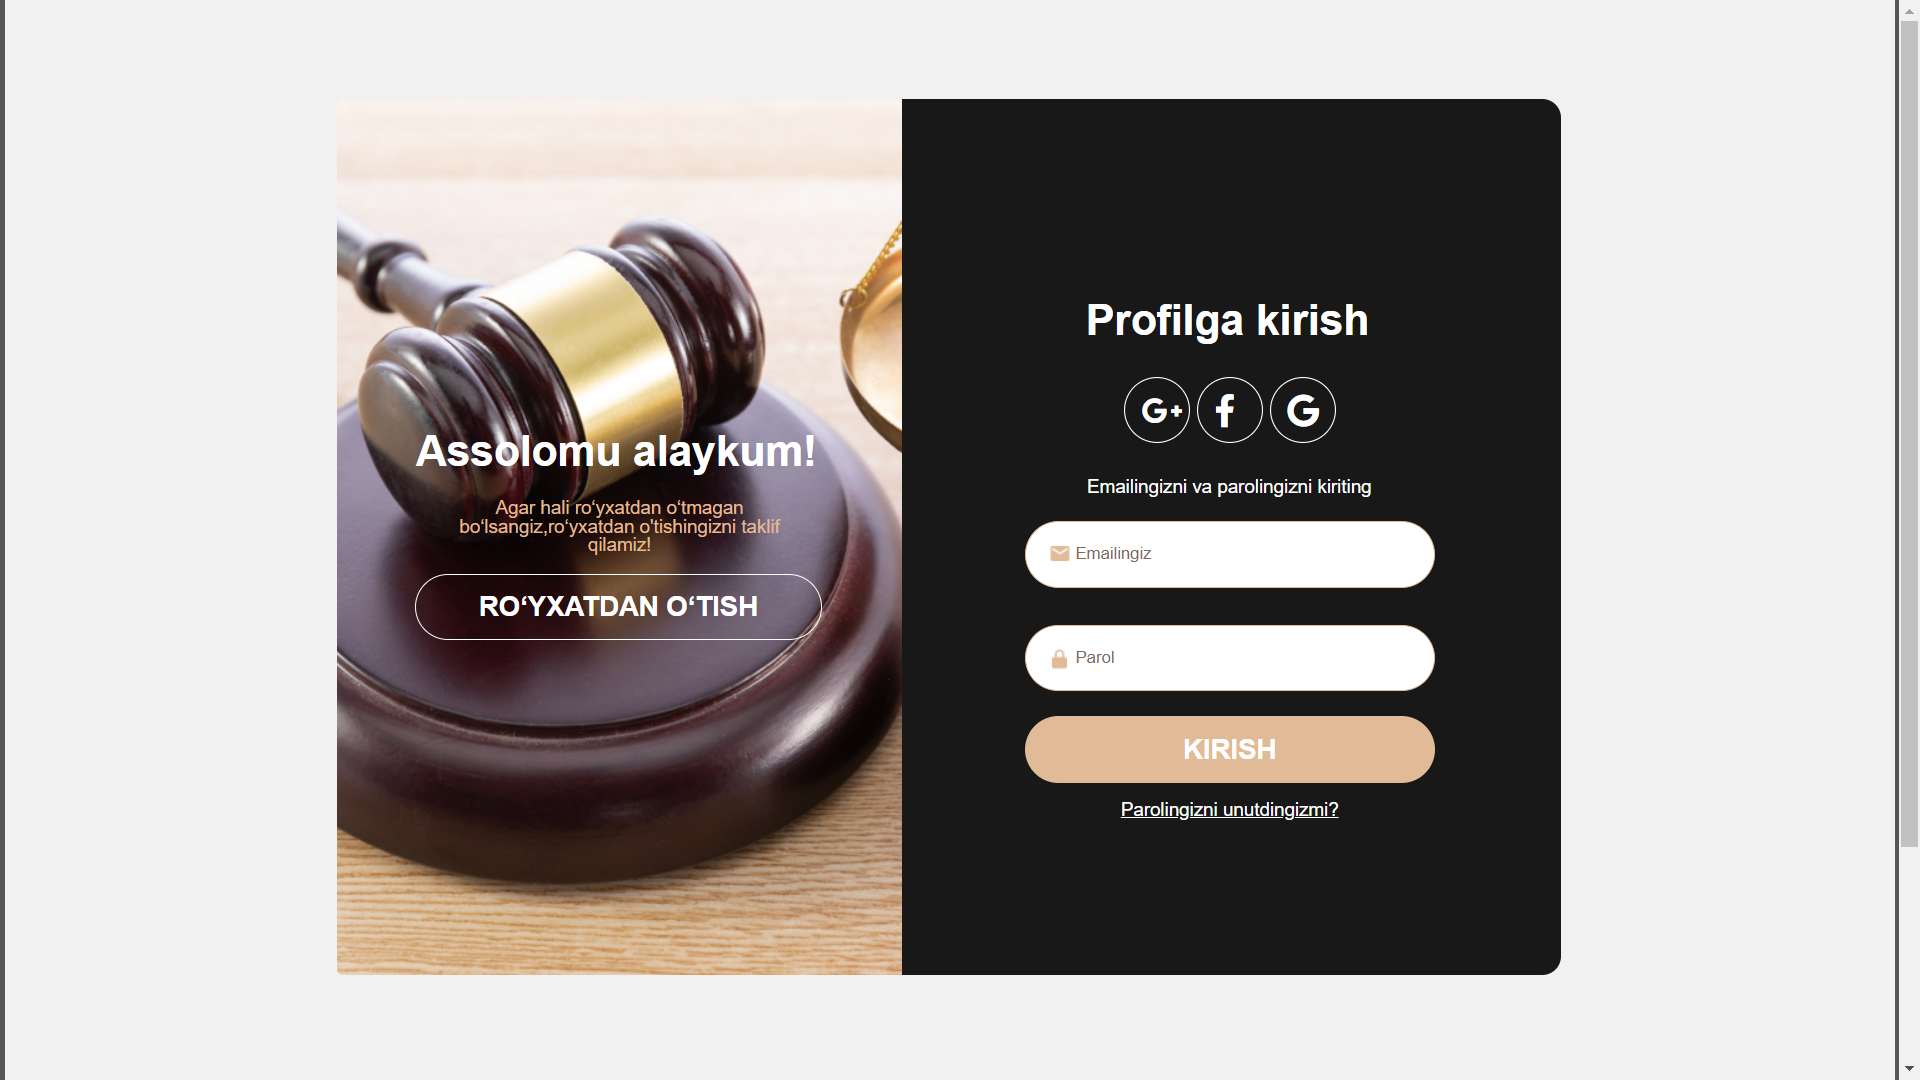 Assolomu alaykum!
Agar hali ro‘yxatdan o‘tmagan
bo‘lsangiz,ro‘yxatdan o'tishingizni taklif
qilamiz!
RO‘YXATDAN O‘TISH
Profilga kirish
G+ f G
Emailingizni va parolingizni kiriting
Emailingiz
Parol
KIRISH
Parolingizni unutdingizmi?